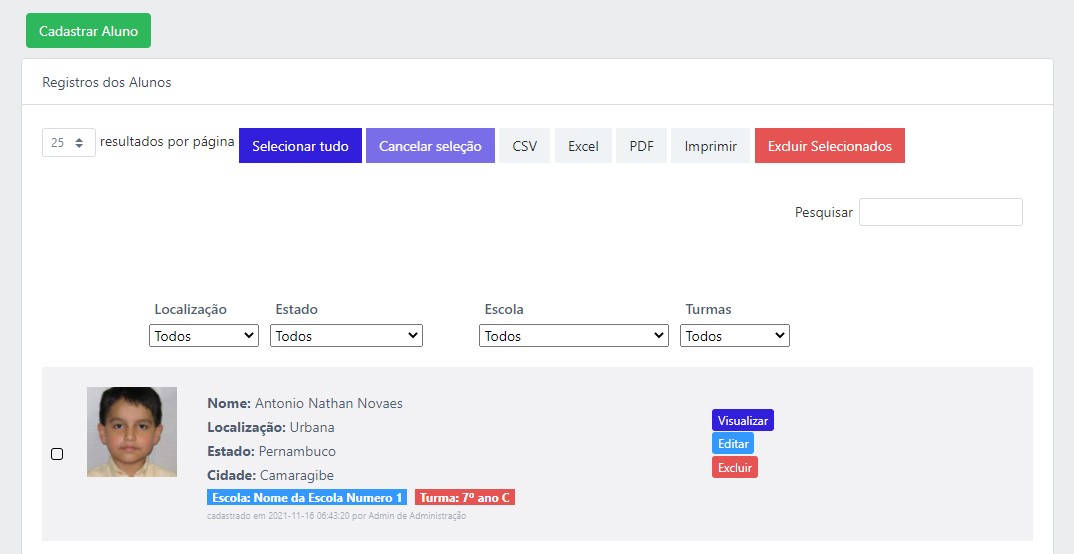 Cadastrar Aluno
Registros dos Alunos
25 resultados por página Selecionar tudo Cancelar seleção CSV Excel PDF Imprimir Excluir Selecionados
Pesquisar
Localização Estado Escola Turmas
Todos Todos Todos Todos
Nome: Antonio Nathan Novaes
Visualizar
Localização: Urbana
Editar
Estado: Pernambuco
Excluir
Cidade: Camaragibe
Escola: Nome da Escola Numero 1 Turma: 7º ano C
cadastrado em 2021-11-16 06:43:20 por Admin de Administração